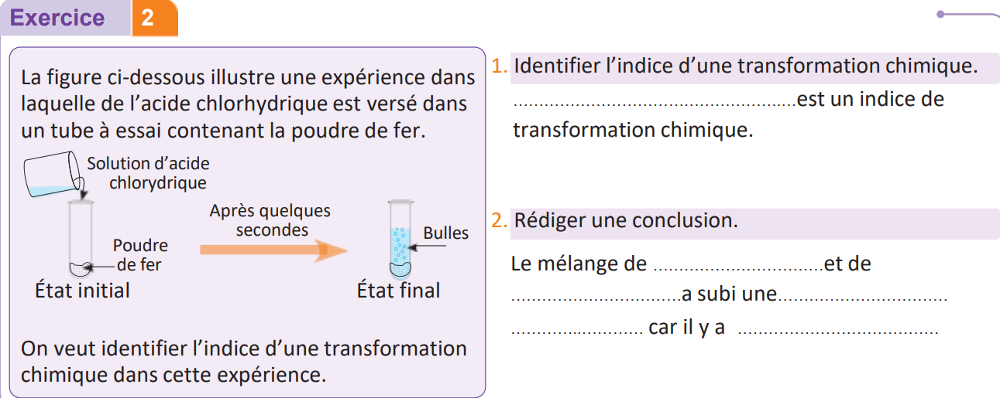 Exercice 2
La figure ci-dessous illustre une expérience dans
laquelle de l'acide chlorhydrique est versé dans
un tube à essai contenant la poudre de fer.
Solution d'acide
chlorydrique
Après quelques
secondes
Bulles
Poudre
de fer
État initial
État final
On veut identifier l'indice d'une transformation
chimique dans cette expérience.
1. Identifier l'indice d'une transformation chimique.
.......................................................est un indice de
transformation chimique.
2. Rédiger une conclusion.
Le mélange de .................................et de
.................................a subi une.................................
.......................... car il y a .......................................